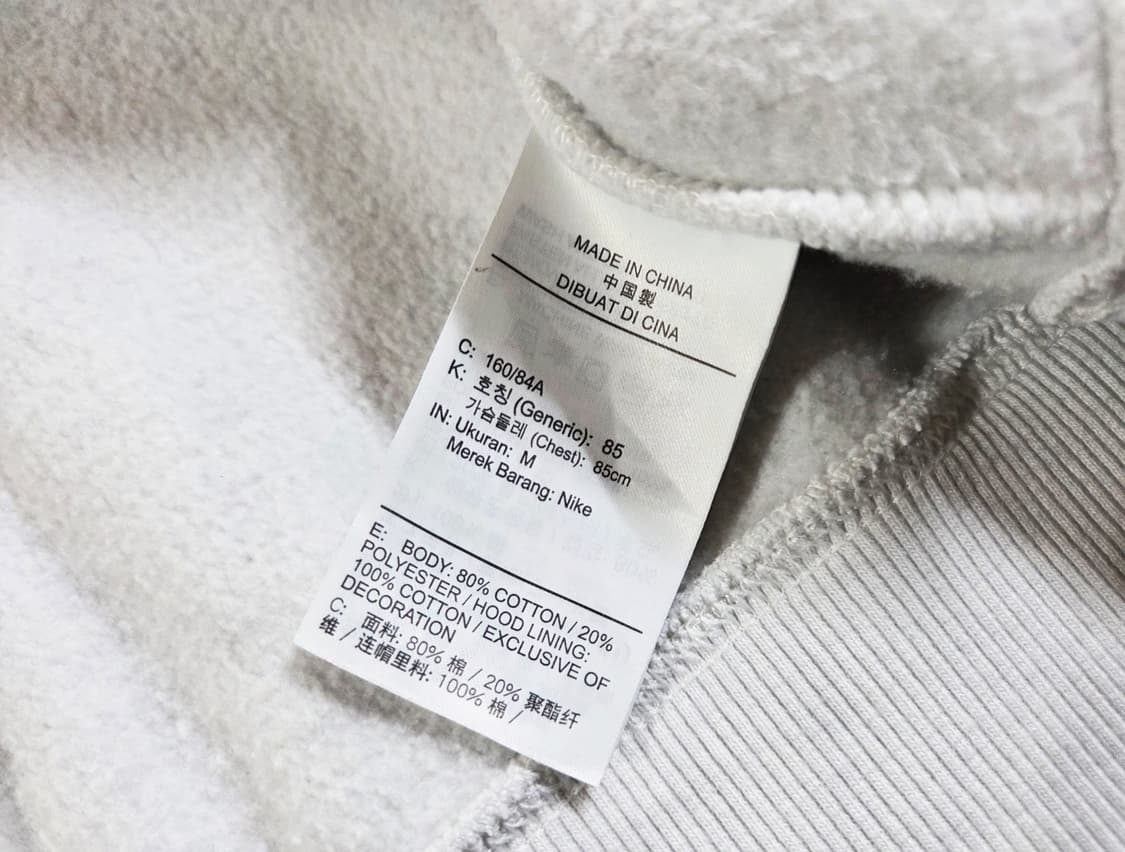 MADE IN CHINA
中国製
DIBUAT DI CINA
C: 160/84A
K: 호칭 (Generic): 85
가슴둘레 (Chest): 85cm
IN: Ukuran: M
Merek Barang: Nike
E: BODY: 80% COTTON / 20%
POLYESTER / HOOD LINING:
100% COTTON / EXCLUSIVE OF
DECORATION
C: 面料: 80% 棉 / 20% 聚酯纤
维 / 连帽里料: 100% 棉 /